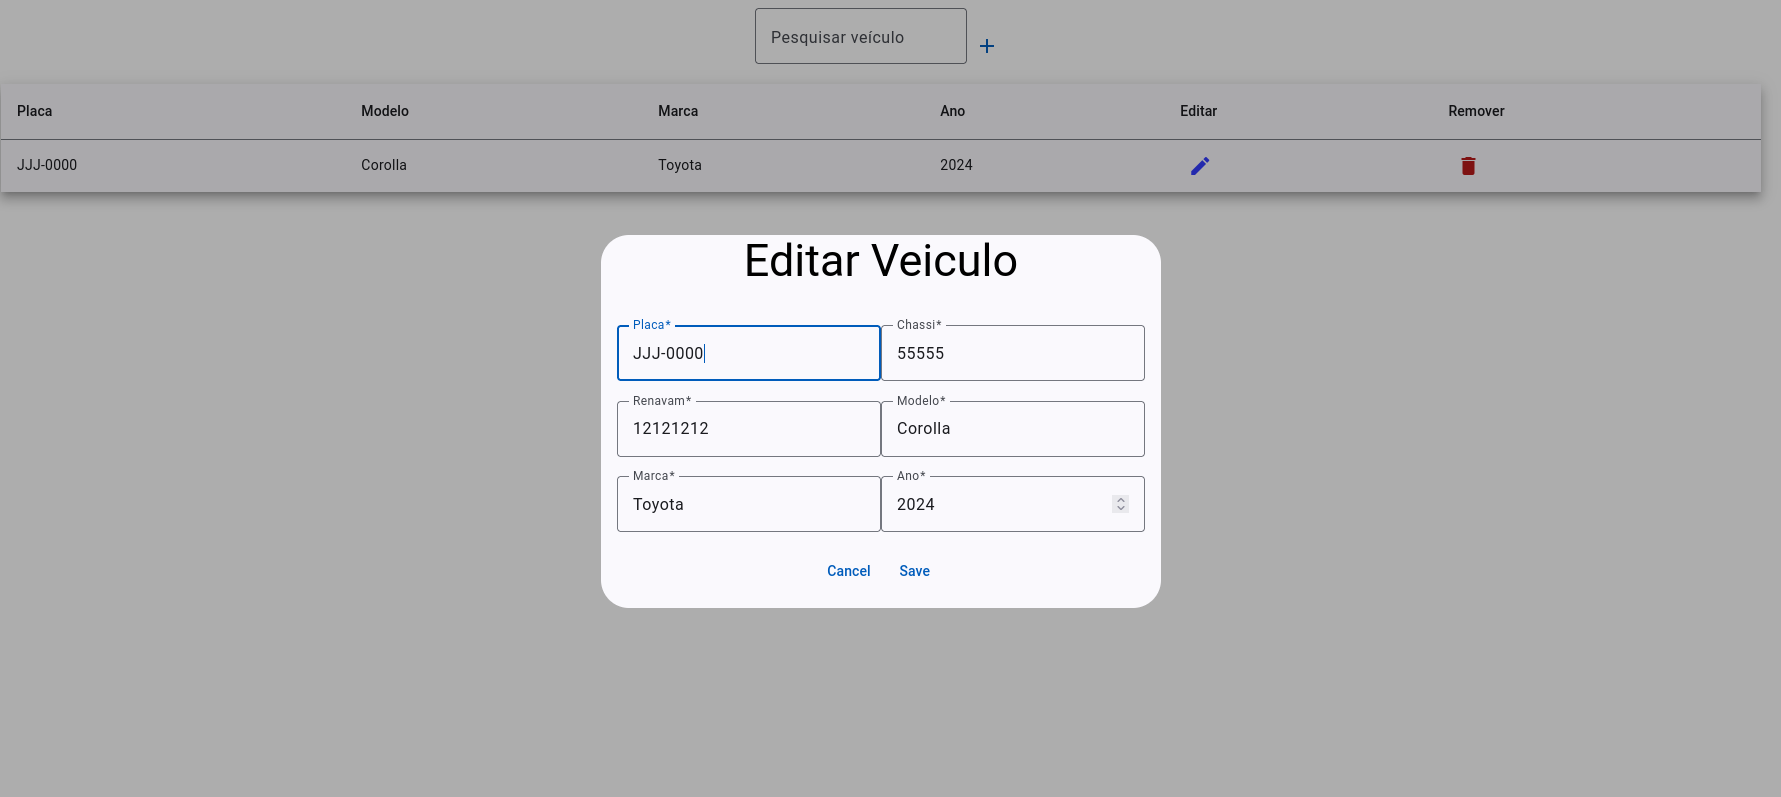 Pesquisar veículo
Placa Modelo Marca Ano Editar Remover
JJJ-0000 Corolla Toyota 2024
Editar Veiculo
Placa* Chassi*
JJJ-0000 55555
Renavam* Modelo*
12121212 Corolla
Marca* Ano*
Toyota 2024
Cancel Save